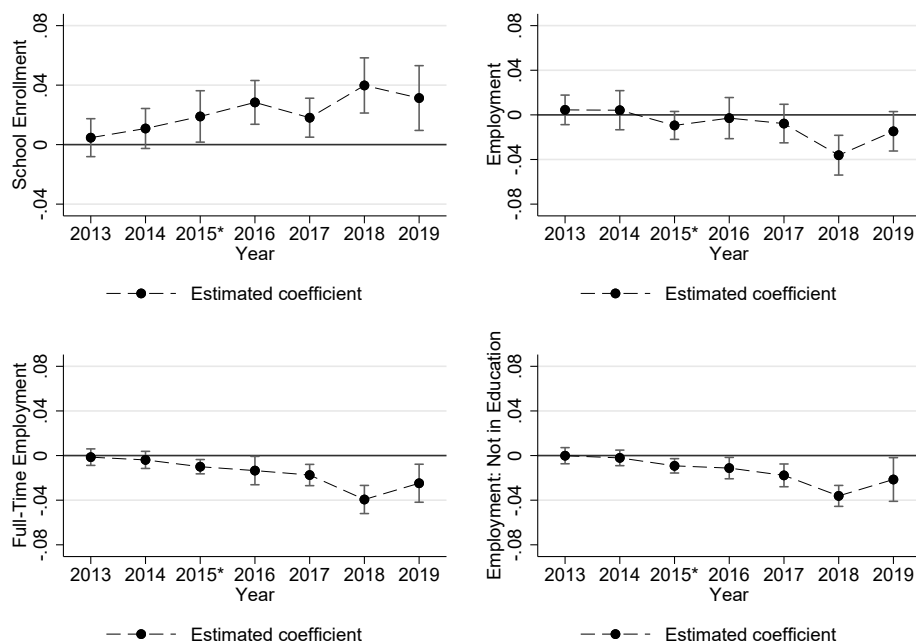 School Enrollment
.08
.04
0
-.04
2013 2014 2015* 2016 2017 2018 2019
Year
Estimated coefficient
Employment
.08
.04
0
-.04
-.08
2013 2014 2015* 2016 2017 2018 2019
Year
Estimated coefficient
Full-Time Employment
.08
.04
0
-.04
-.08
2013 2014 2015* 2016 2017 2018 2019
Year
Estimated coefficient
Employment: Not in Education
.08
.04
0
-.04
-.08
2013 2014 2015* 2016 2017 2018 2019
Year
Estimated coefficient